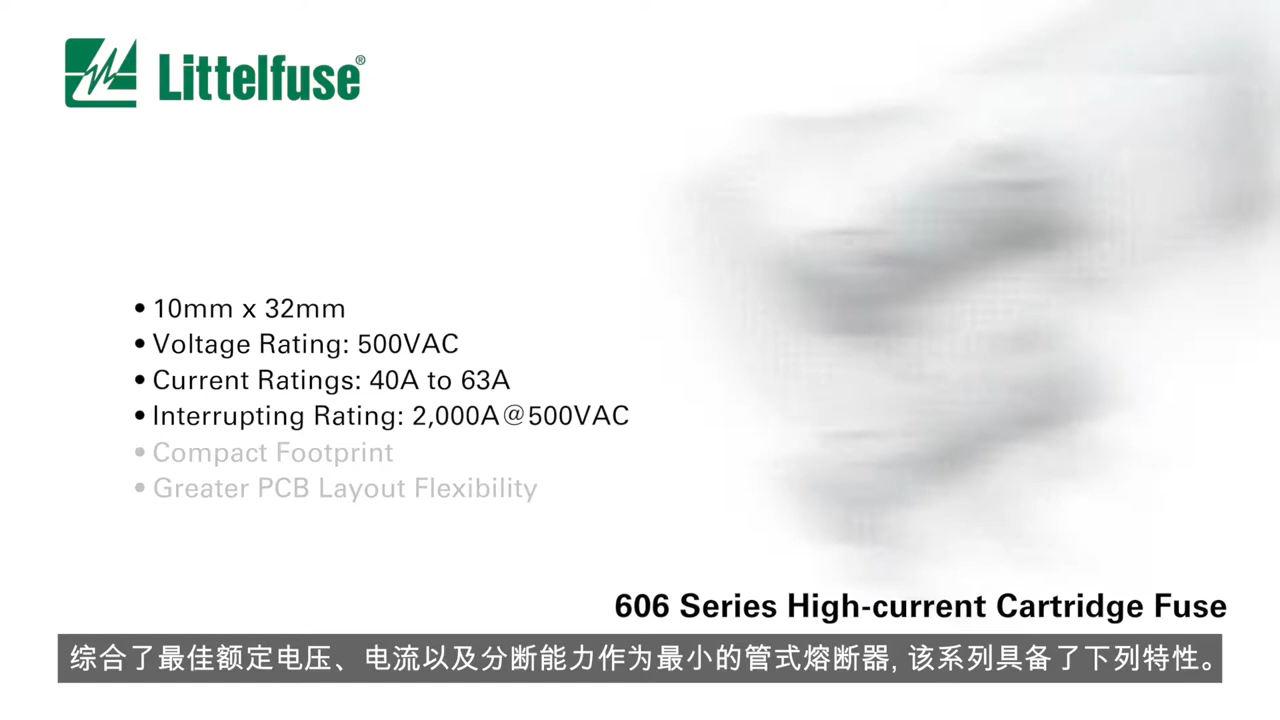 Littelfuse®
• 10mm x 32mm
• Voltage Rating: 500VAC
• Current Ratings: 40A to 63A
• Interrupting Rating: 2,000A@500VAC
• Compact Footprint
• Greater PCB Layout Flexibility
606 Series High-current Cartridge Fuse
综合了最佳额定电压、电流以及分断能力作为最小的管式熔断器, 该系列具备了下列特性。